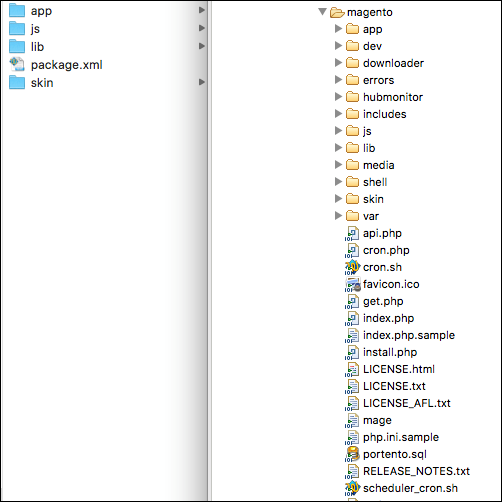 app
js
lib
package.xml
skin
magento
app
dev
downloader
errors
hubmonitor
includes
js
lib
media
shell
skin
var
api.php
cron.php
cron.sh
favicon.ico
get.php
index.php
index.php.sample
install.php
LICENSE.html
LICENSE.txt
LICENSE_AFL.txt
mage
php.ini.sample
portento.sql
RELEASE_NOTES.txt
scheduler_cron.sh